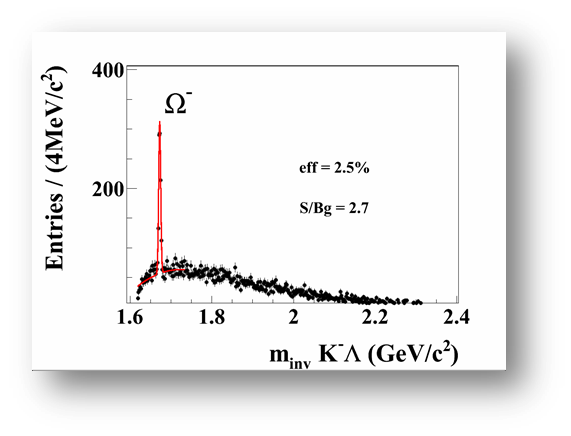 400
Ω⁻
eff = 2.5%
200
S/Bg = 2.7
Entries / (4MeV/c²)
1.6 1.8 2 2.2 2.4
m_inv K⁻Λ (GeV/c²)